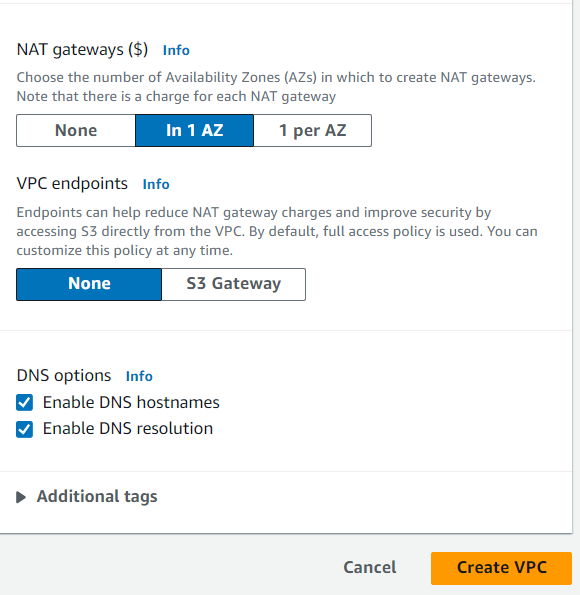 NAT gateways ($) Info
Choose the number of Availability Zones (AZs) in which to create NAT gateways.
Note that there is a charge for each NAT gateway
None In 1 AZ 1 per AZ
VPC endpoints Info
Endpoints can help reduce NAT gateway charges and improve security by
accessing S3 directly from the VPC. By default, full access policy is used. You can
customize this policy at any time.
None S3 Gateway
DNS options Info
Enable DNS hostnames
Enable DNS resolution
Additional tags
Cancel Create VPC